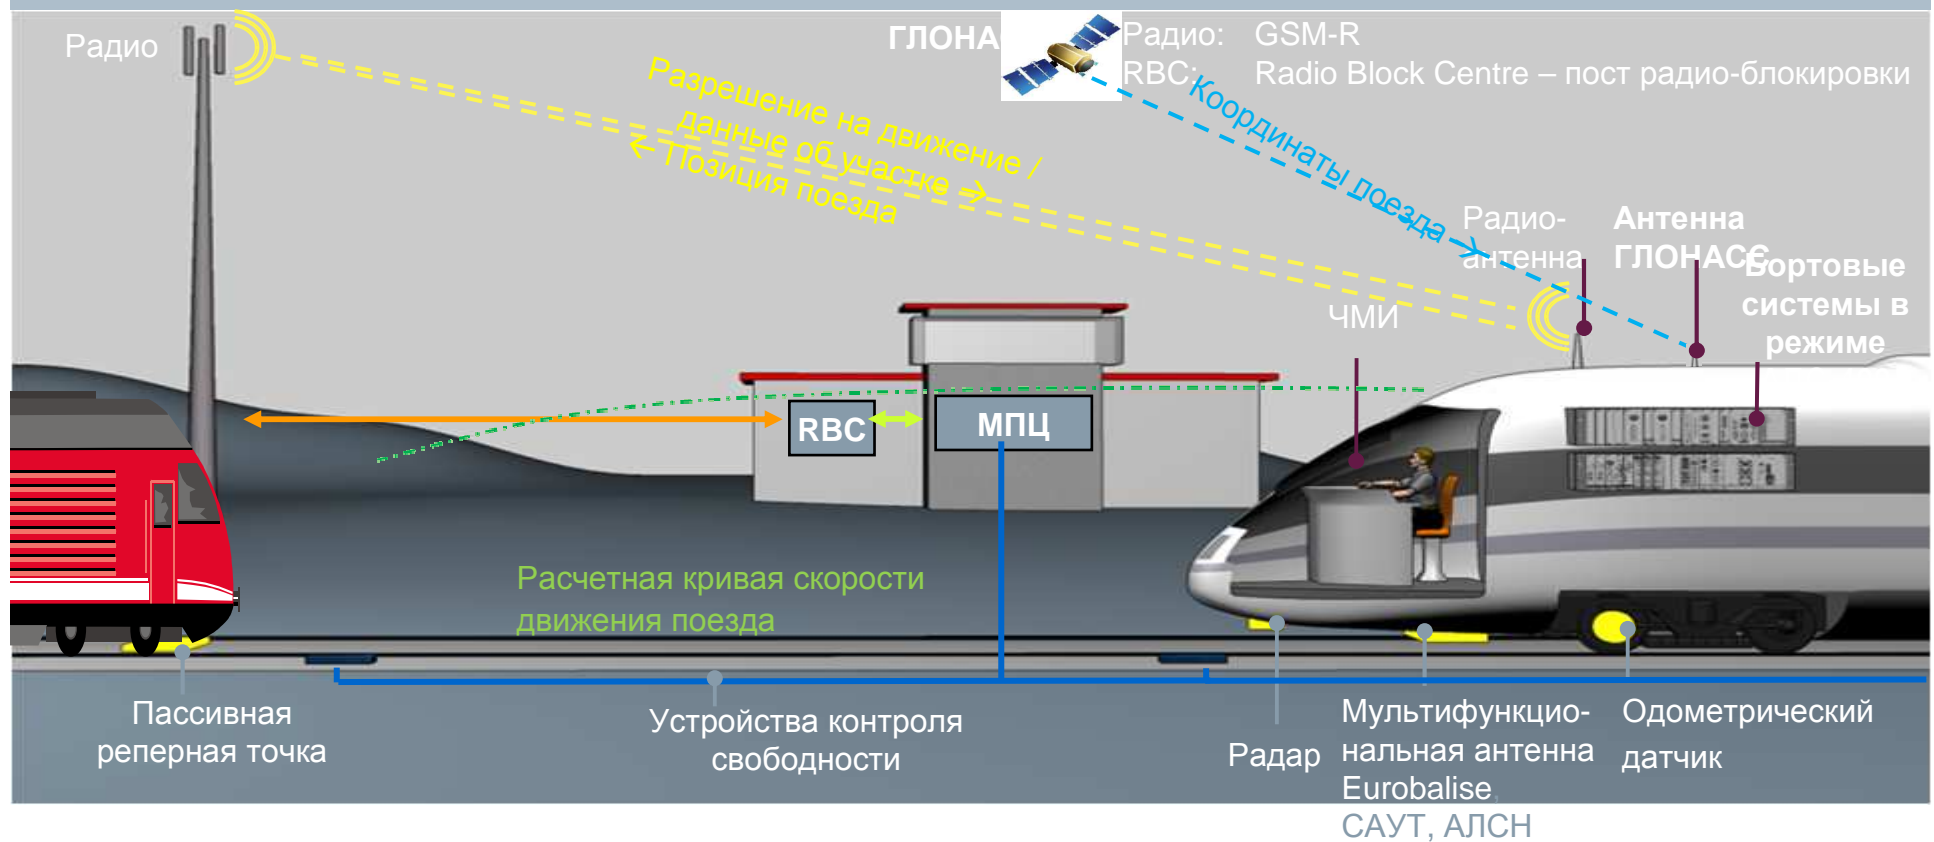 Радио
ГЛОНА
Радио: GSM-R
RBC: Radio Block Centre – пост радио-блокировки
Разрешение на движение /
данные об участке →
← Позиция поезда
Координаты поезда →
Радио-
антенна
Антенна
ГЛОНАСС
Бортовые
системы в
режиме
ЧМИ
RBC
МПЦ
Расчетная кривая скорости
движения поезда
Пассивная
реперная точка
Устройства контроля
свободности
Радар
Мультифункцио-
нальная антенна
Eurobalise,
САУТ, АЛСН
Одометрический
датчик